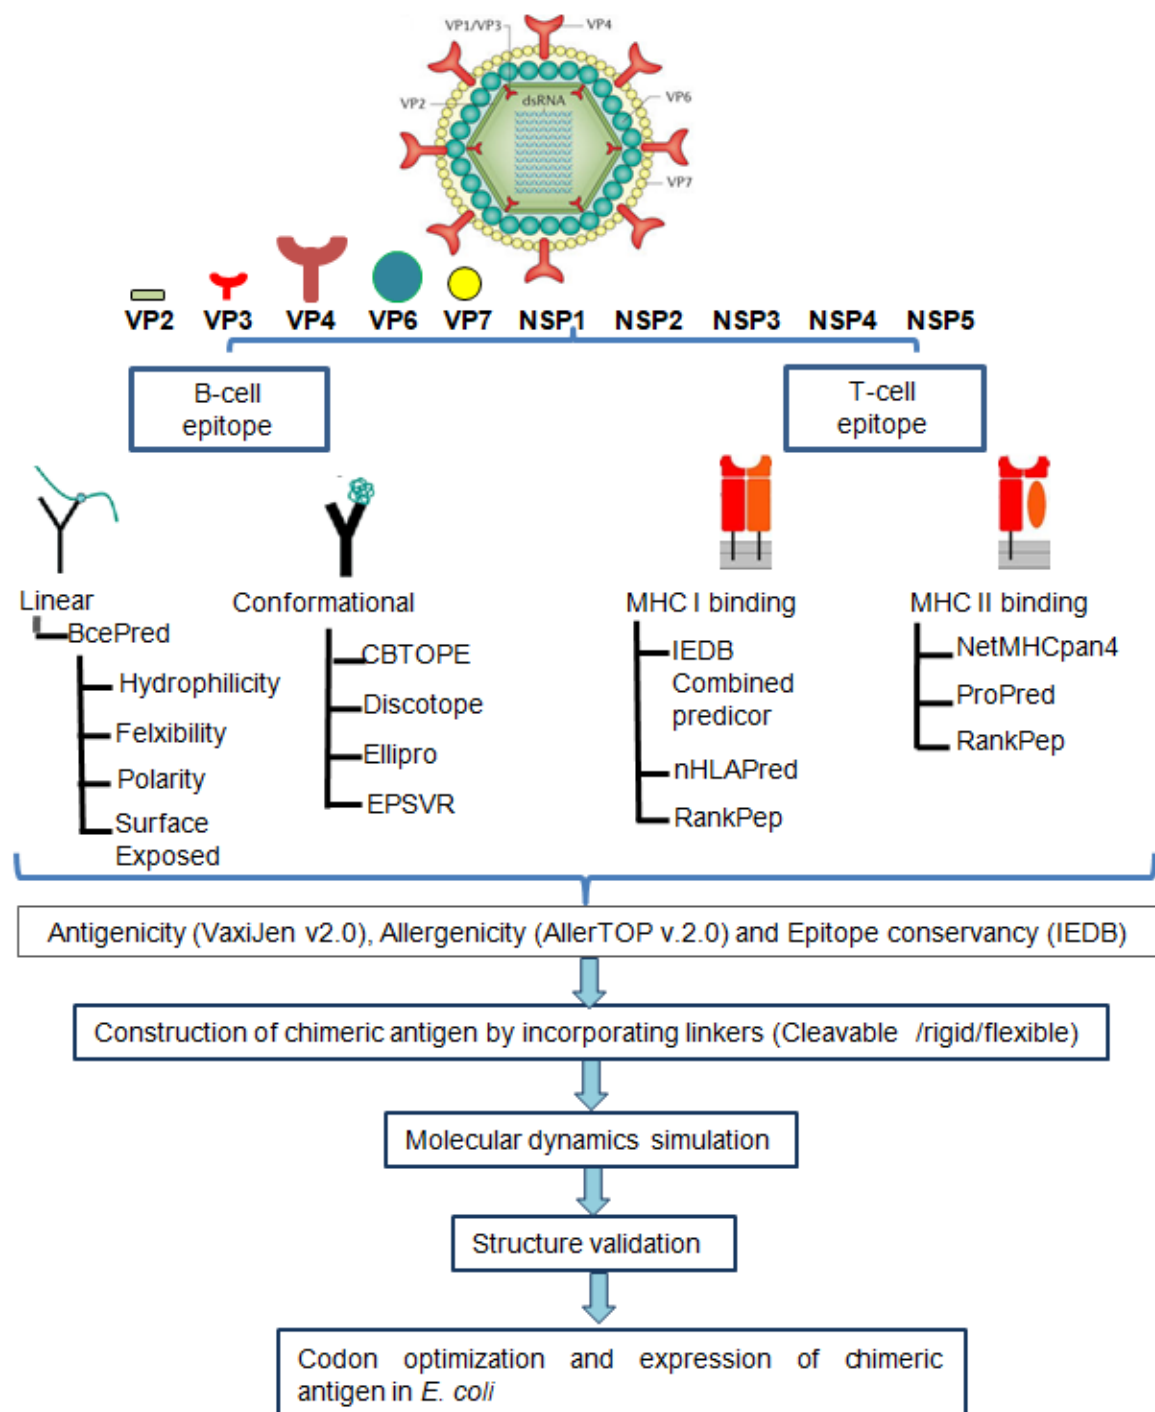 VP1/VP3
VP4
VP2
dsRNA
VP6
VP7
VP2 VP3 VP4 VP6 VP7 NSP1 NSP2 NSP3 NSP4 NSP5
B-cell
epitope
T-cell
epitope
Linear
BcePred
Hydrophilicity
Felxibility
Polarity
Surface
Exposed
Conformational
CBTOPE
Discotope
Ellipro
EPSVR
MHC I binding
IEDB
Combined
predicor
nHLAPred
RankPep
MHC II binding
NetMHCpan4
ProPred
RankPep
Antigenicity (VaxiJen v2.0), Allergenicity (AllerTOP v.2.0) and Epitope conservancy (IEDB)
Construction of chimeric antigen by incorporating linkers (Cleavable /rigid/flexible)
Molecular dynamics simulation
Structure validation
Codon optimization and expression of chimeric
antigen in E. coli